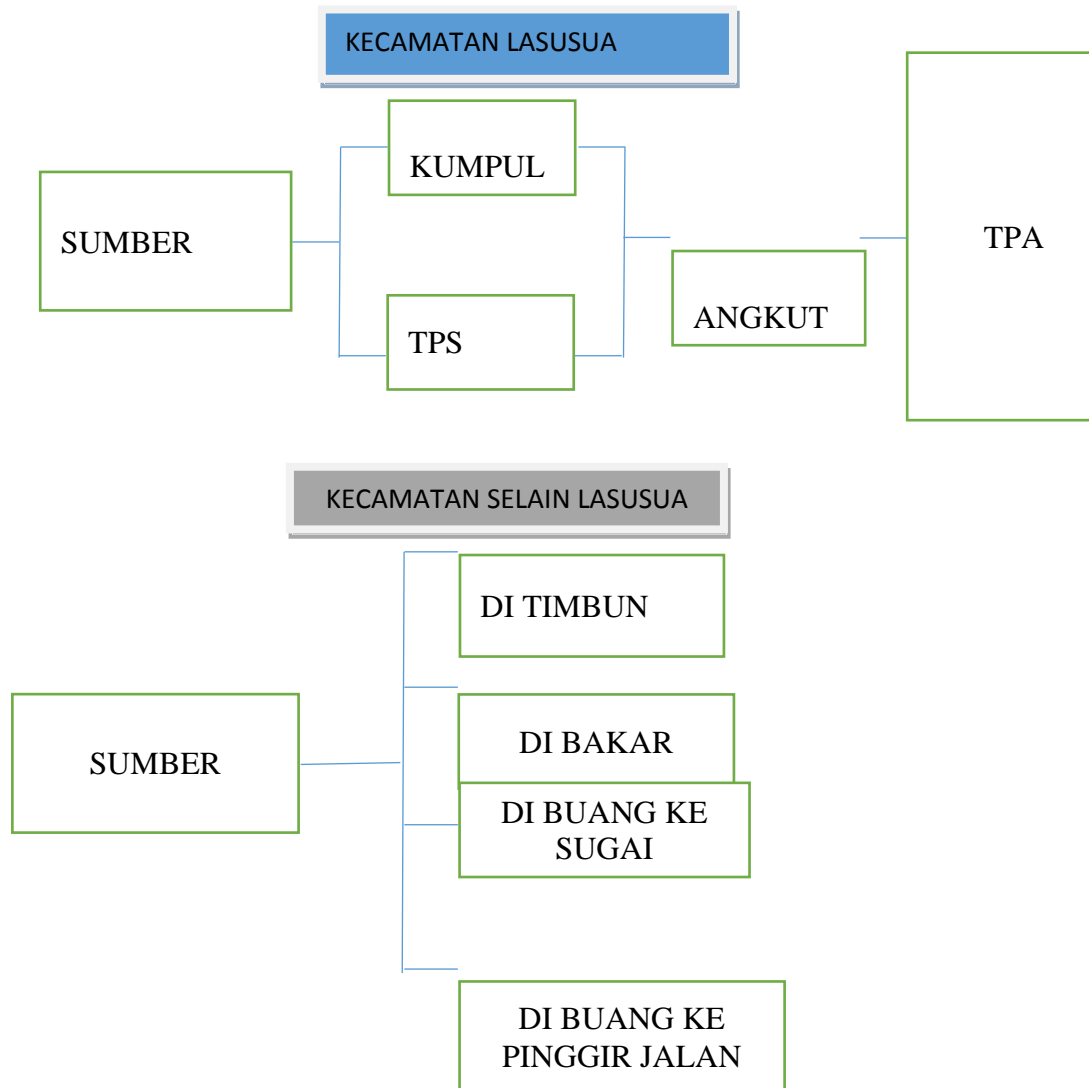 KECAMATAN LASUSUA
KUMPUL
SUMBER
TPS
ANGKUT
TPA
KECAMATAN SELAIN LASUSUA
DI TIMBUN
SUMBER
DI BAKAR
DI BUANG KE
SUGAI
DI BUANG KE
PINGGIR JALAN